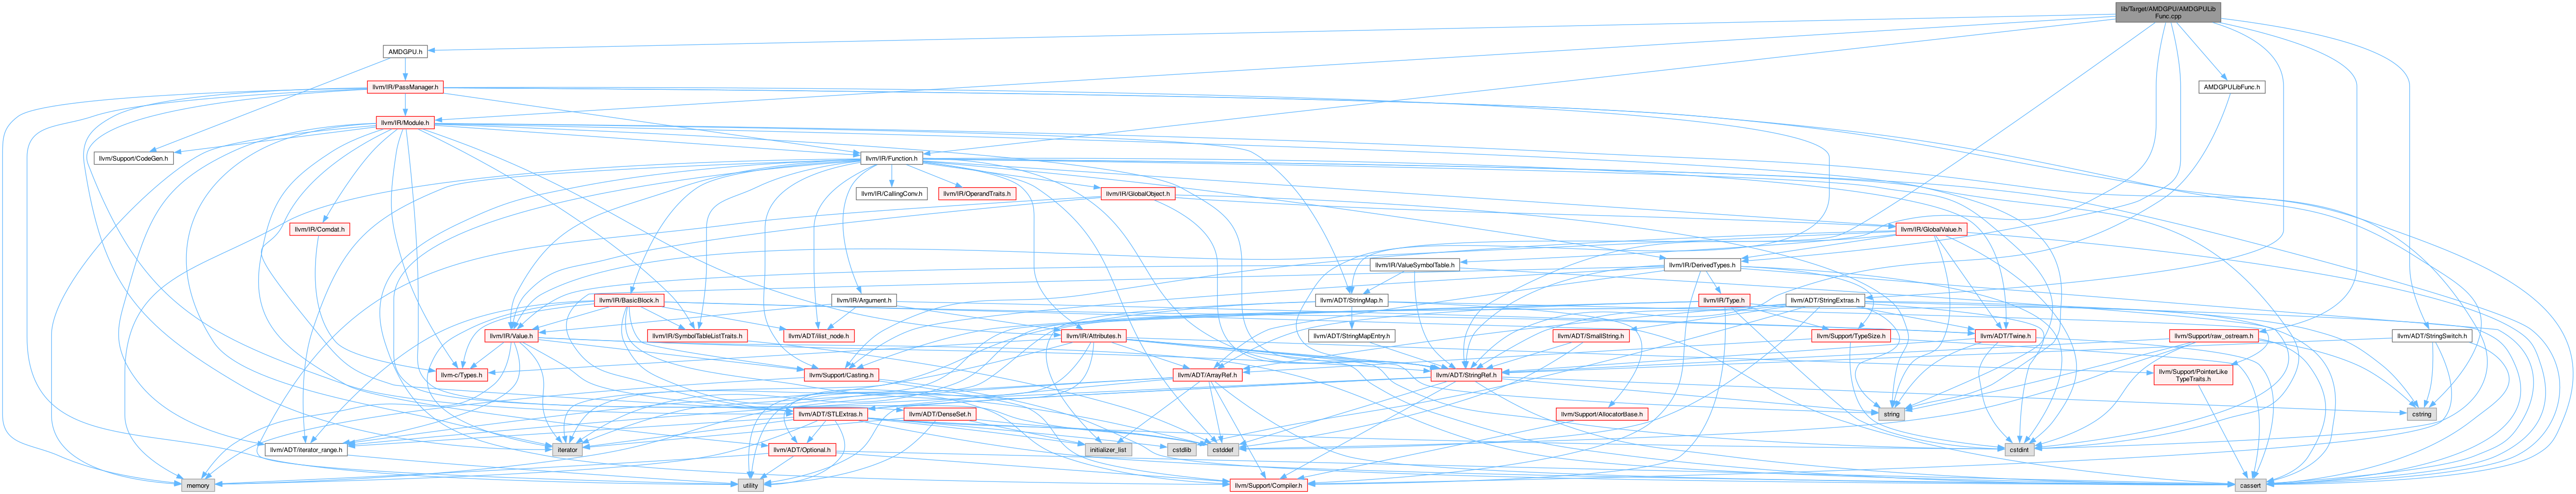 lib/Target/AMDGPU/AMDGPULib
Func.cpp
AMDGPU.h
llvm/IR/PassManager.h
AMDGPULibFunc.h
llvm/IR/Module.h
llvm/Support/CodeGen.h
llvm/IR/Function.h
llvm/IR/CallingConv.h
llvm/IR/OperandTraits.h
llvm/IR/GlobalObject.h
llvm/IR/Comdat.h
llvm/IR/GlobalValue.h
llvm/IR/ValueSymbolTable.h
llvm/IR/DerivedTypes.h
llvm/IR/BasicBlock.h
llvm/IR/Argument.h
llvm/ADT/StringMap.h
llvm/IR/Type.h
llvm/ADT/StringExtras.h
llvm/IR/Value.h
llvm/IR/SymbolTableListTraits.h
llvm/ADT/ilist_node.h
llvm/IR/Attributes.h
llvm/ADT/StringMapEntry.h
llvm/ADT/SmallString.h
llvm/Support/TypeSize.h
llvm/ADT/Twine.h
llvm/Support/raw_ostream.h
llvm/ADT/StringSwitch.h
llvm-c/Types.h
llvm/Support/Casting.h
llvm/ADT/ArrayRef.h
llvm/ADT/StringRef.h
llvm/Support/PointerLike
TypeTraits.h
llvm/ADT/STLExtras.h
llvm/ADT/DenseSet.h
llvm/Support/AllocatorBase.h
string
cstring
cstring
llvm/ADT/iterator_range.h
iterator
llvm/ADT/Optional.h
initializer_list
cstdlib
cstddef
cstdint
memory
utility
llvm/Support/Compiler.h
cassert